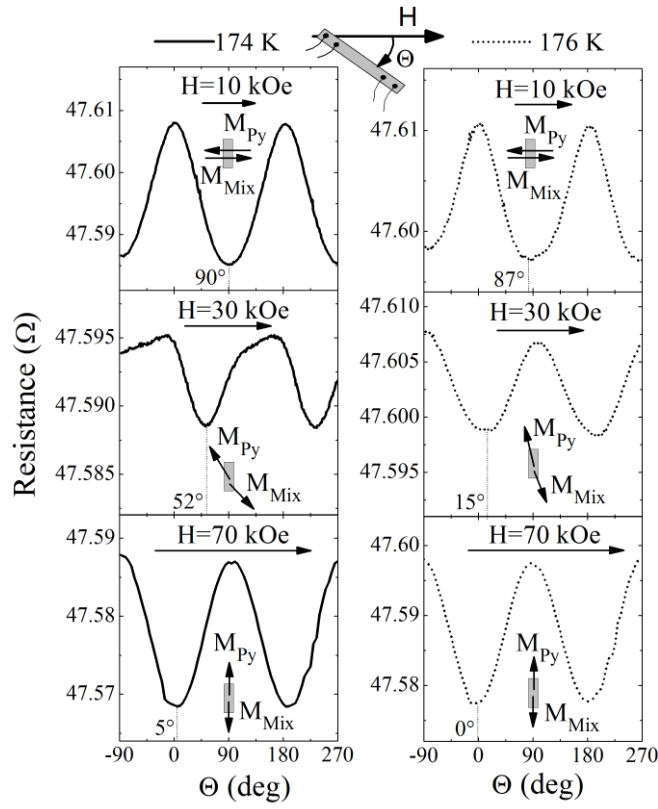 H
Θ
174 K
176 K
H=10 kOe
M_Py
M_Mix
47.61
47.60
47.59
90°
H=10 kOe
M_Py
M_Mix
47.61
47.60
87°
H=30 kOe
47.595
47.590
47.585
M_Py
M_Mix
52°
H=30 kOe
47.610
47.605
47.600
47.595
M_Py
M_Mix
15°
H=70 kOe
47.59
47.58
47.57
M_Py
M_Mix
5°
H=70 kOe
47.60
47.59
47.58
M_Py
M_Mix
0°
Resistance (Ω)
-90 0 90 180 270
-90 0 90 180 270
Θ (deg)
Θ (deg)